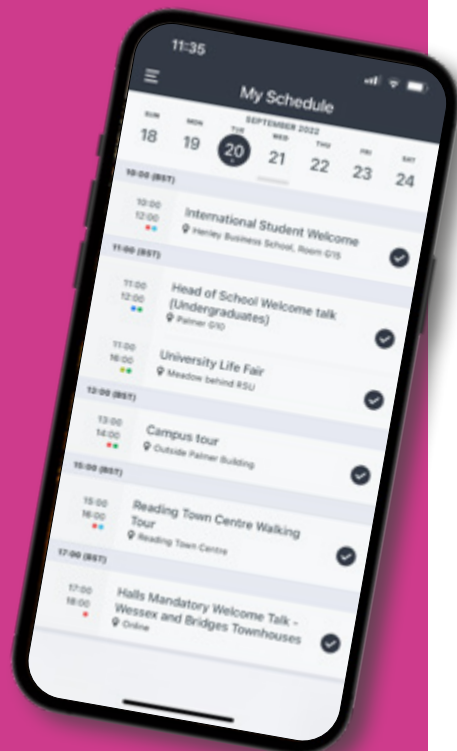 11:35
My Schedule
SEPTEMBER 2022
SUN MON TUE WED THU FRI SAT
18 19 20 21 22 23 24
10:00 (BST)
10:00 International Student Welcome
12:00 Henley Business School, Room G15
11:00 (BST)
11:00 Head of School Welcome talk
12:00 (Undergraduates)
Palmer G10
11:00 University Life Fair
16:00 Meadow behind RSU
13:00 (BST)
13:00 Campus tour
14:00 Outside Palmer Building
15:00 (BST)
15:00 Reading Town Centre Walking
16:00 Tour
Reading Town Centre
17:00 (BST)
17:00 Halls Mandatory Welcome Talk -
18:00 Wessex and Bridges Townhouses
Online